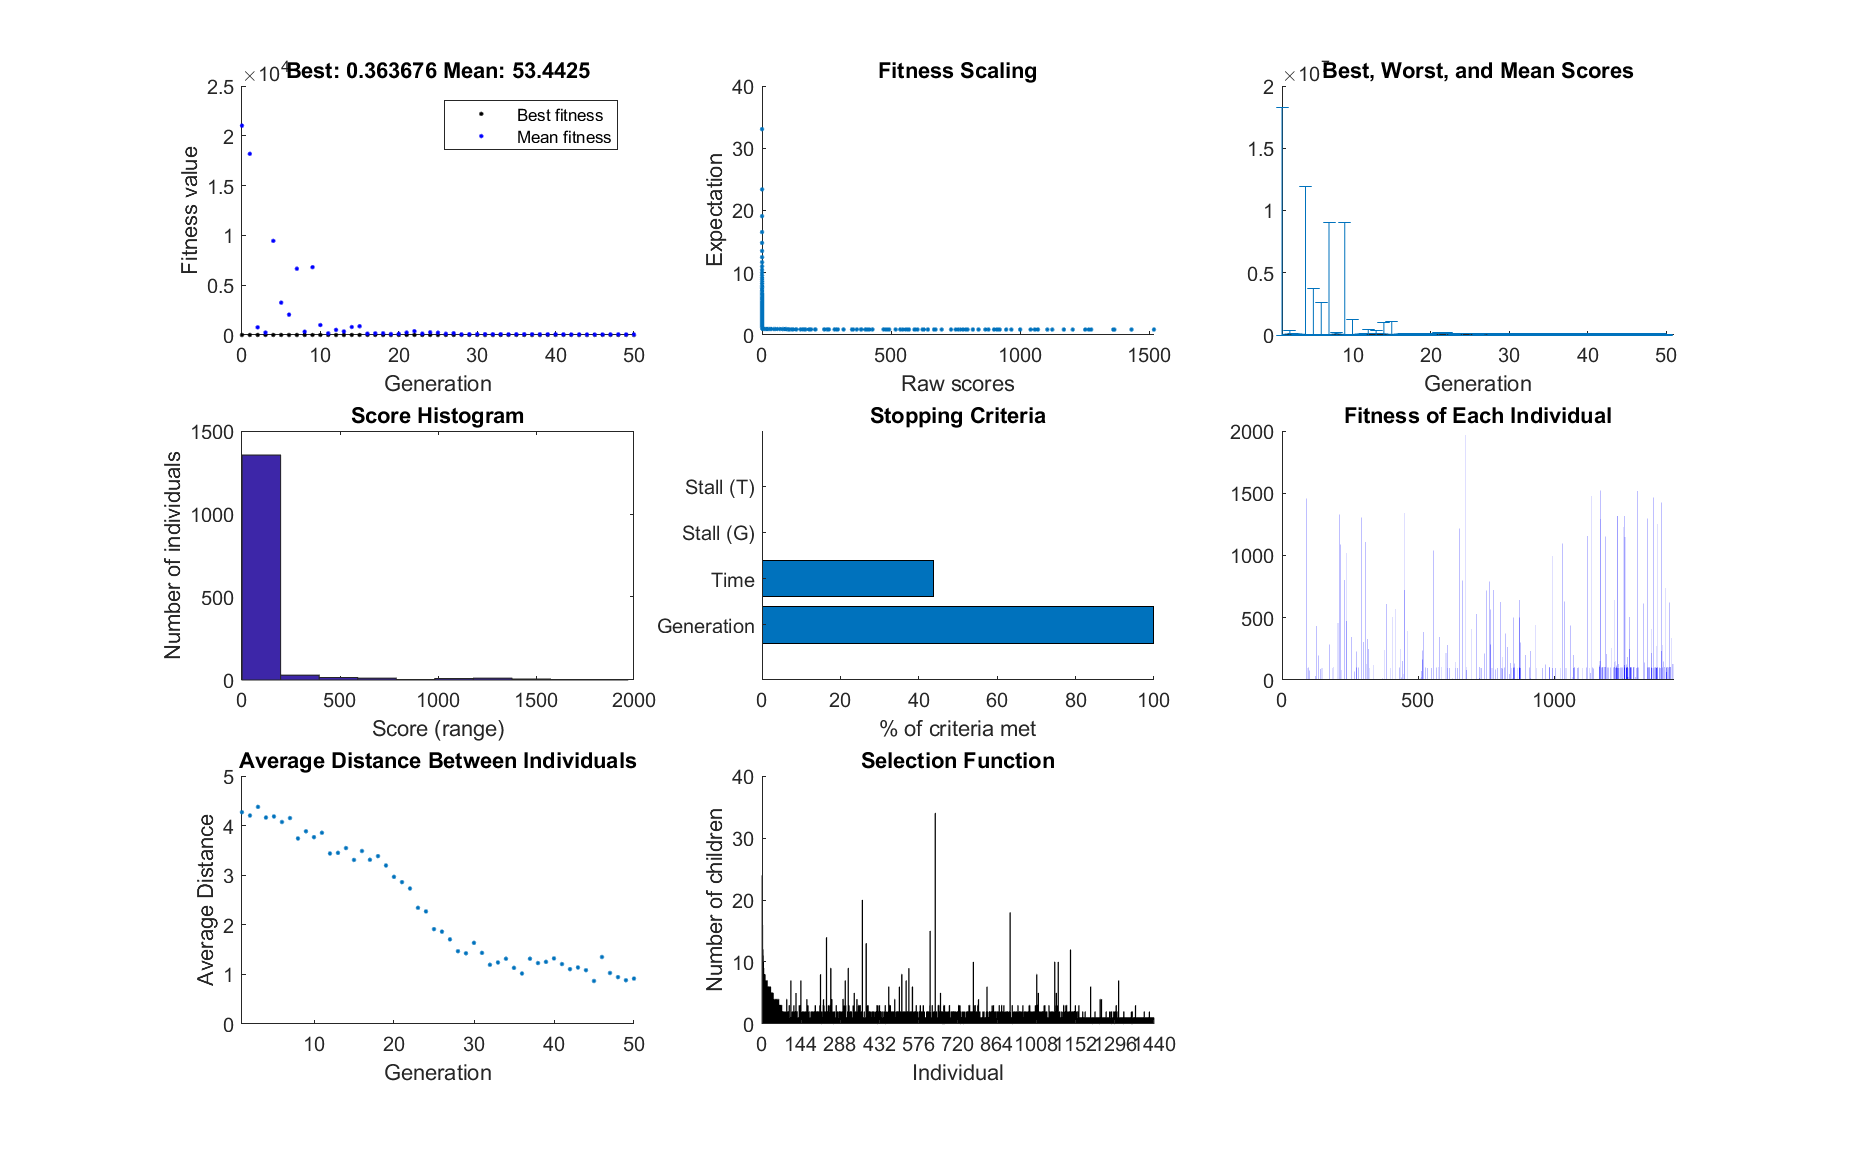 ×10⁴
Best: 0.363676 Mean: 53.4425
2.5
2
1.5
1
0.5
0
Fitness value
Best fitness
Mean fitness
0 10 20 30 40 50
Generation
Fitness Scaling
40
30
20
10
0
Expectation
0 500 1000 1500
Raw scores
×10
Best, Worst, and Mean Scores
2
1.5
1
0.5
0
10 20 30 40 50
Generation
Score Histogram
1500
1000
500
0
Number of individuals
0 500 1000 1500 2000
Score (range)
Stopping Criteria
Stall (T)
Stall (G)
Time
Generation
0 20 40 60 80 100
% of criteria met
Fitness of Each Individual
2000
1500
1000
500
0
0 500 1000
Average Distance Between Individuals
5
4
3
2
1
0
Average Distance
10 20 30 40 50
Generation
Selection Function
40
30
20
10
0
Number of children
0 144 288 432 576 720 864 1008 1152 1296 1440
Individual